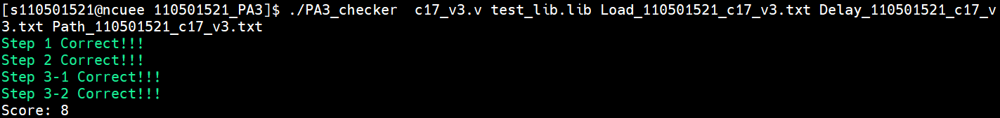 [s110501521@ncuee 110501521_PA3]$ ./PA3_checker  c17_v3.v test_lib.lib Load_110501521_c17_v3.txt Delay_110501521_c17_v
3.txt Path_110501521_c17_v3.txt
Step 1 Correct!!!
Step 2 Correct!!!
Step 3-1 Correct!!!
Step 3-2 Correct!!!
Score: 8